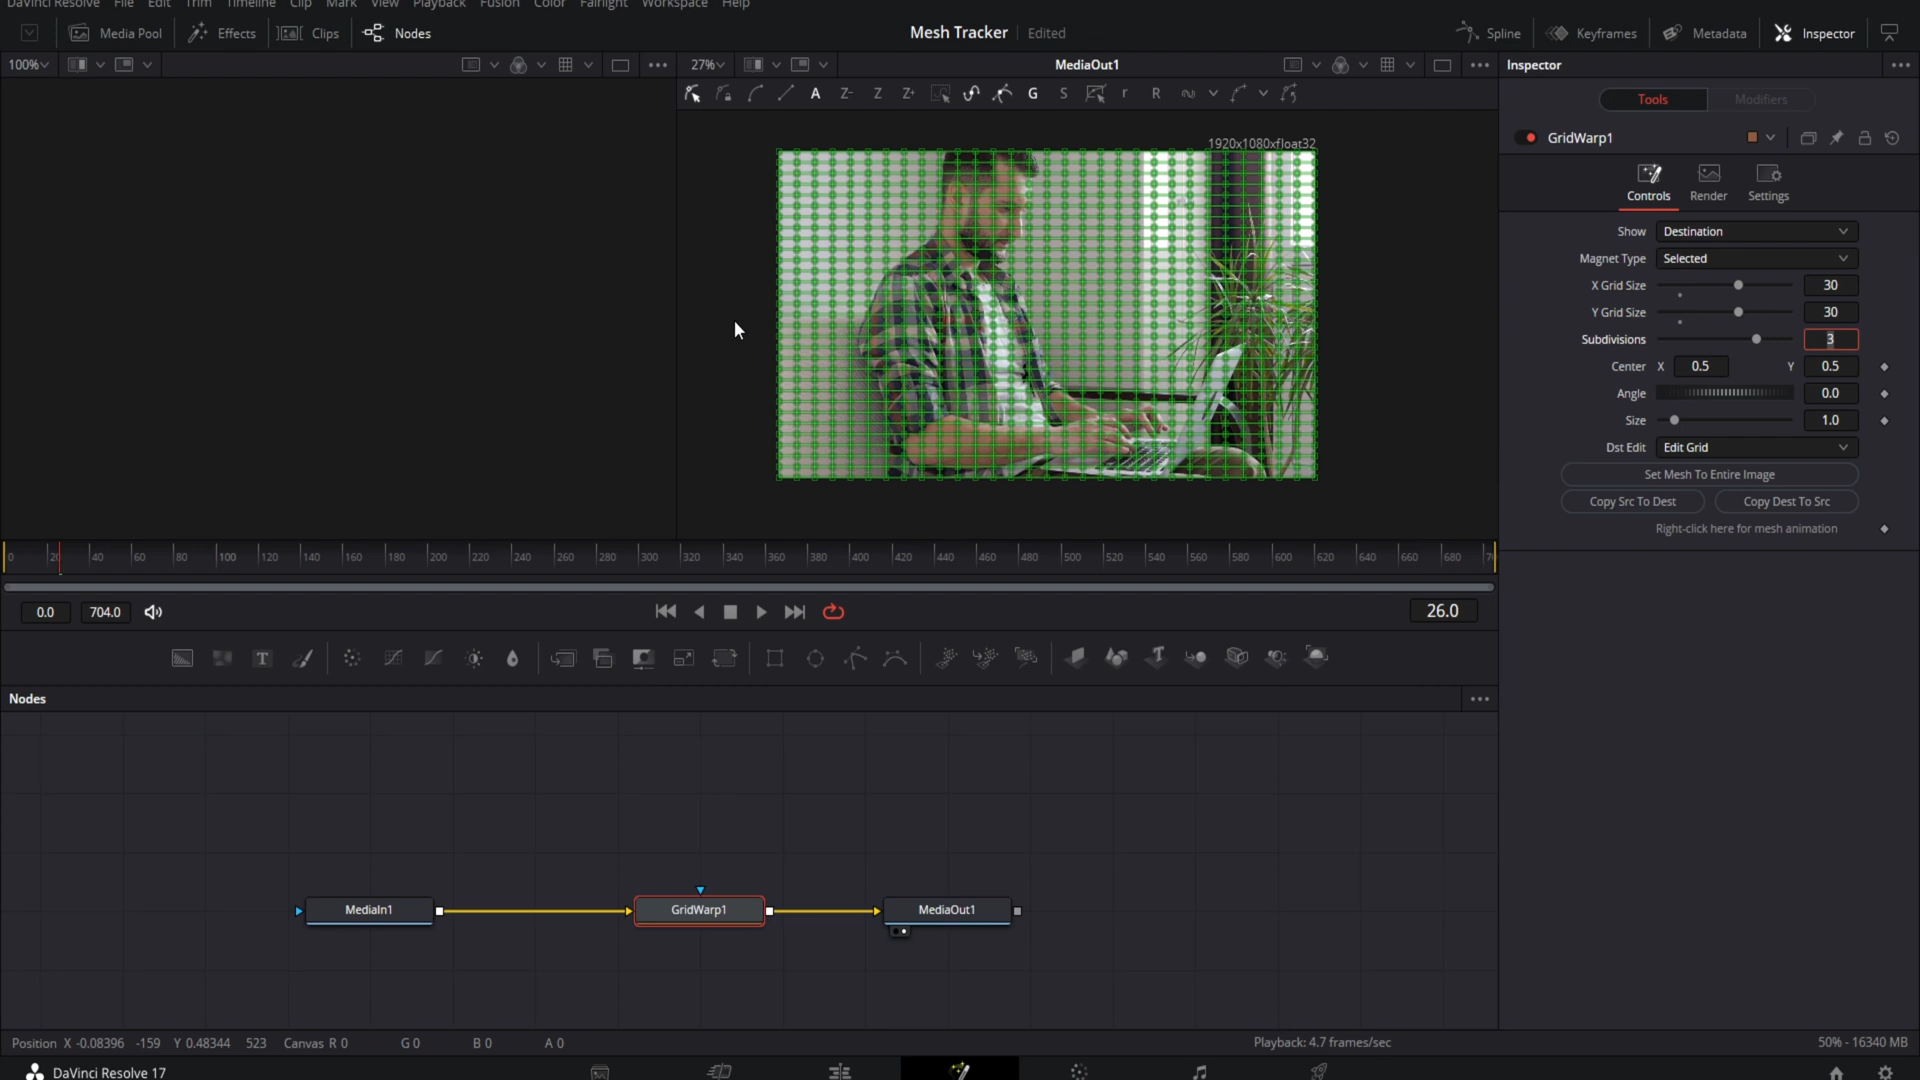 DaVinci Resolve File Edit Trim Timeline Clip Mark View Playback Fusion Color Fairlight Workspace Help
Media Pool Effects Clips Nodes Mesh Tracker Edited Spline Keyframes Metadata Inspector
100% 27% MediaOut1 Inspector
A Z- Z Z+ G S r R
Tools Modifiers
1920x1080xfloat32
GridWarp1
Controls Render Settings
Show Destination
Magnet Type Selected
X Grid Size 30
Y Grid Size 30
Subdivisions 3
Center X 0.5 Y 0.5
Angle 0.0
Size 1.0
Dst Edit Edit Grid
Set Mesh To Entire Image
Copy Src To Dest Copy Dest To Src
Right-click here for mesh animation
0 20 40 60 80 100 120 140 160 180 200 220 240 260 280 300 320 340 360 380 400 420 440 460 480 500 520 540 560 580 600 620 640 660 680
0.0 704.0 26.0
T
Nodes
MediaIn1 GridWarp1 MediaOut1
Position X -0.08396 -159 Y 0.48344 523 Canvas R 0 G 0 B 0 A 0 Playback: 4.7 frames/sec 50% - 16340 MB
DaVinci Resolve 17